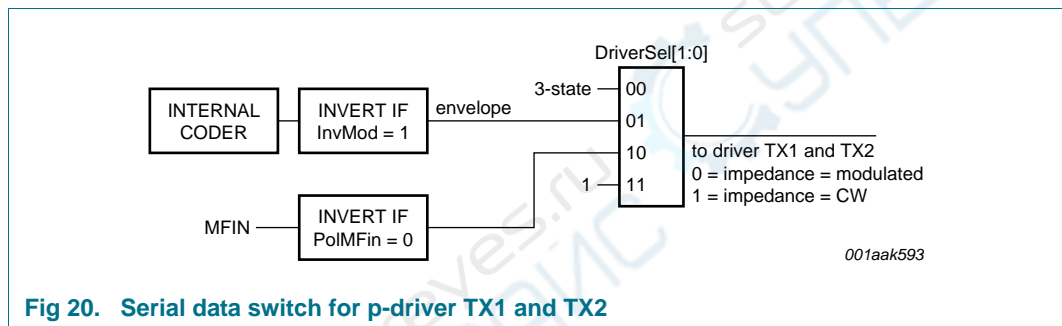 DriverSel[1:0]
3-state
00
INTERNAL
CODER
INVERT IF
InvMod = 1
envelope
01
10
to driver TX1 and TX2
0 = impedance = modulated
1 = impedance = CW
1
11
MFIN
INVERT IF
PolMFin = 0
001aak593
Fig 20. Serial data switch for p-driver TX1 and TX2